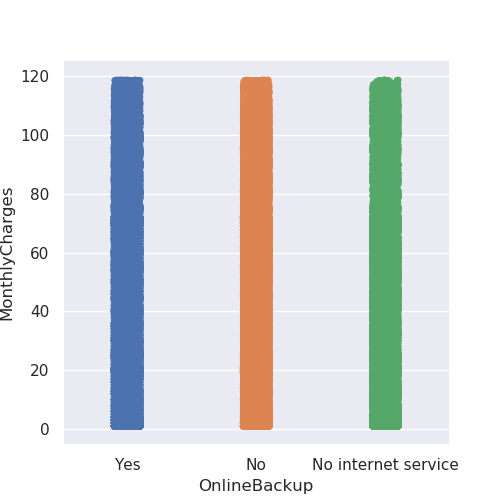 120
100
80
60
40
20
0
MonthlyCharges
Yes No No internet service
OnlineBackup